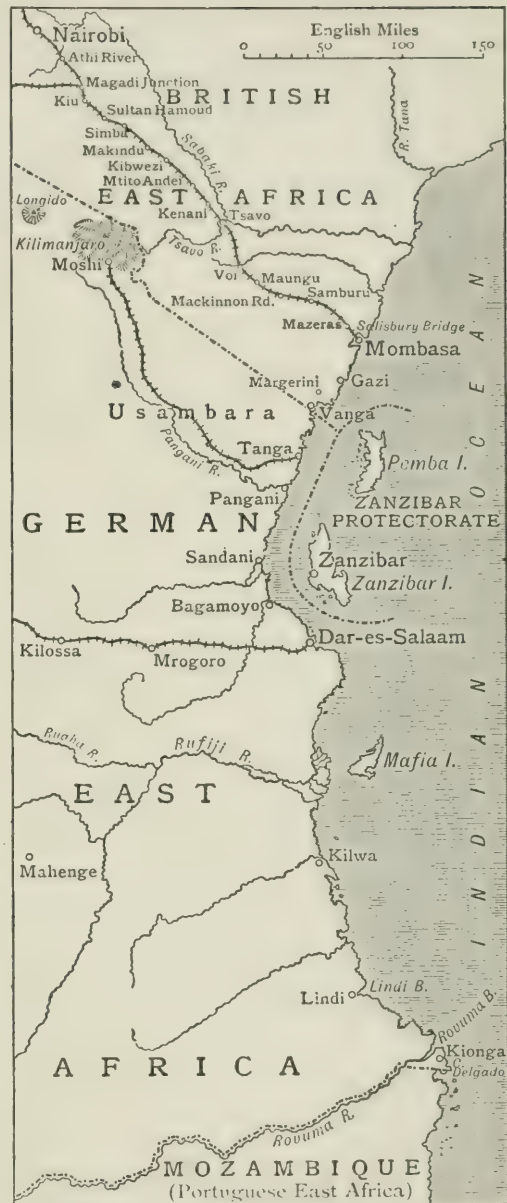 English Miles
0 50 100 150
Nairobi
Athi River
Magadi Junction
BRITISH
Kiu
Sultan Hamoud
R. Tana
Simba
Sabaki R.
Makindu
Kibwezi
Mtito Andei
EAST AFRICA
Longido
Kenani
Tsavo
Kilimanjaro
Tsavo R.
Moshi
Voi
Maungu
Mackinnon Rd.
Samburu
Mazeras
Salisbury Bridge
Mombasa
Margerini
Gazi
Usambara
Vanga
Pangani R.
Tanga
Pemba I.
Pangani
ZANZIBAR
PROTECTORATE
GERMAN
Sandani
Zanzibar
Zanzibar I.
Bagamoyo
Dar-es-Salaam
Kilossa
Mrogoro
Ruaha R.
Rufiji R.
Mafia I.
EAST
INDIAN OCEAN
Mahenge
Kilwa
Lindi
Lindi B.
Rovuma B.
Kionga
C.
Delgado
AFRICA
Rovuma R.
MOZAMBIQUE
(Portuguese East Africa)